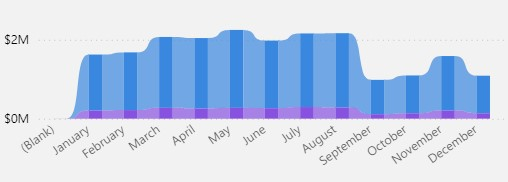 $2M
$0M
(Blank)
January
February
March
April
May
June
July
August
September
October
November
December